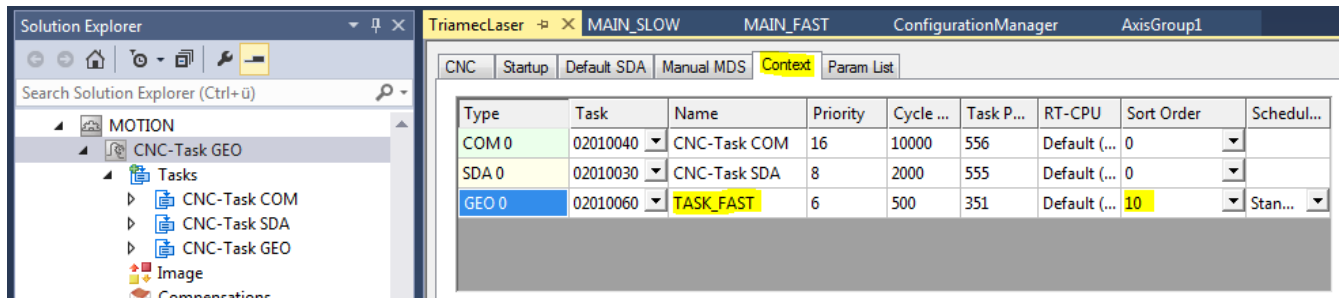 Solution Explorer
Search Solution Explorer (Ctrl+ü)
MOTION
CNC-Task GEO
Tasks
CNC-Task COM
CNC-Task SDA
CNC-Task GEO
Image
Compensations
TriamecLaser MAIN_SLOW MAIN_FAST ConfigurationManager AxisGroup1
CNC Startup Default SDA Manual MDS Context Param List
Type Task Name Priority Cycle ... Task P... RT-CPU Sort Order Schedul...
COM 0 02010040 CNC-Task COM 16 10000 556 Default (... 0
SDA 0 02010030 CNC-Task SDA 8 2000 555 Default (... 0
GEO 0 02010060 TASK_FAST 6 500 351 Default (... 10 Stan...